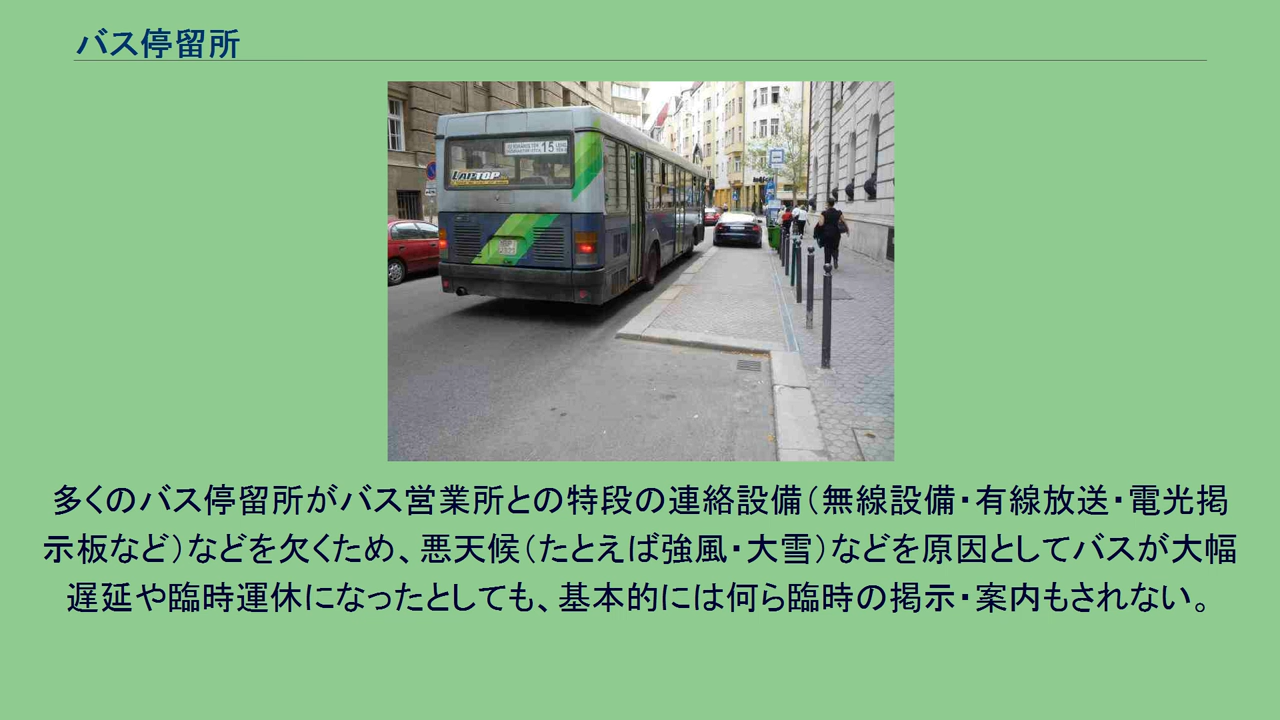 バス停留所
15
LAPTOP
多くのバス停留所がバス営業所との特段の連絡設備（無線設備・有線放送・電光掲
示板など）などを欠くため、悪天候（たとえば強風・大雪）などを原因としてバスが大幅
遅延や臨時運休になったとしても、基本的には何ら臨時の掲示・案内もされない。